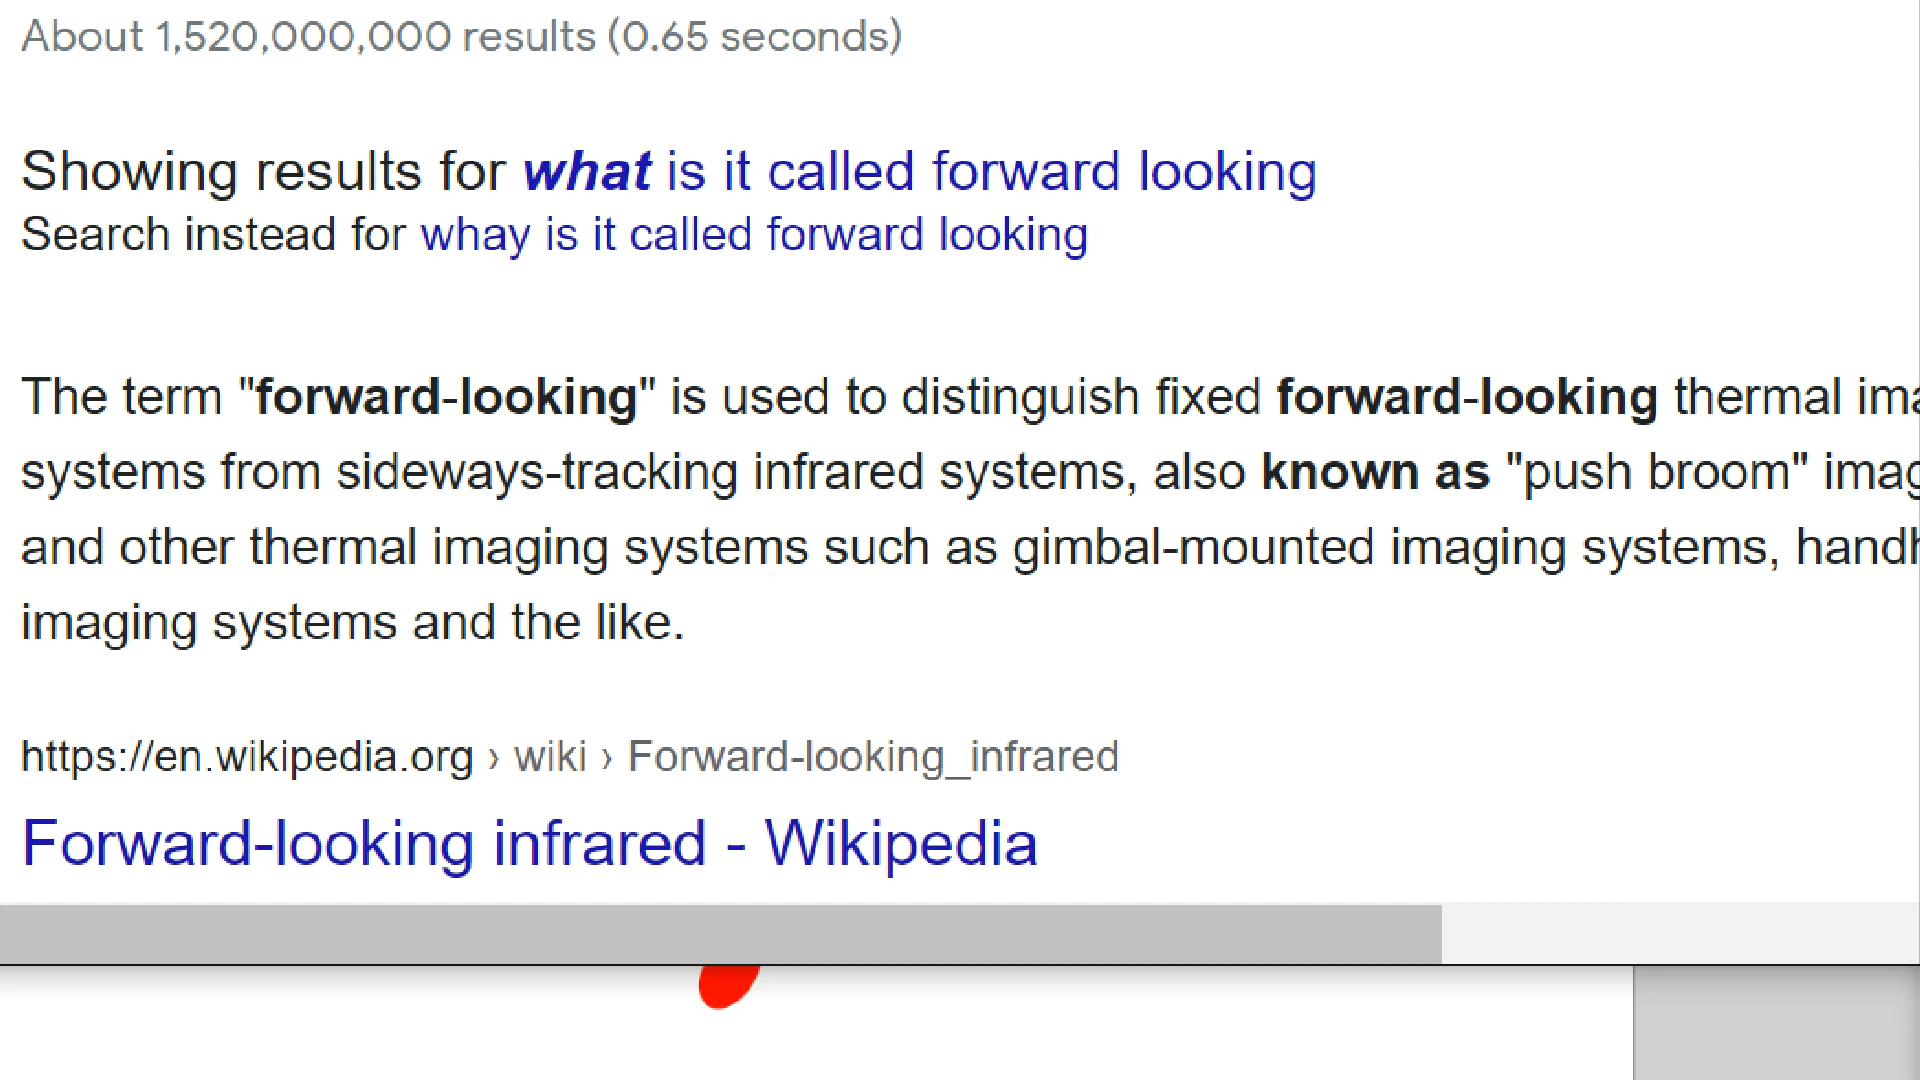 About 1,520,000,000 results (0.65 seconds)
Showing results for what is it called forward looking
Search instead for whay is it called forward looking
The term "forward-looking" is used to distinguish fixed forward-looking thermal
systems from sideways-tracking infrared systems, also known as "push broom"
and other thermal imaging systems such as gimbal-mounted imaging systems,
imaging systems and the like.
https://en.wikipedia.org › wiki › Forward-looking_infrared
Forward-looking infrared - Wikipedia